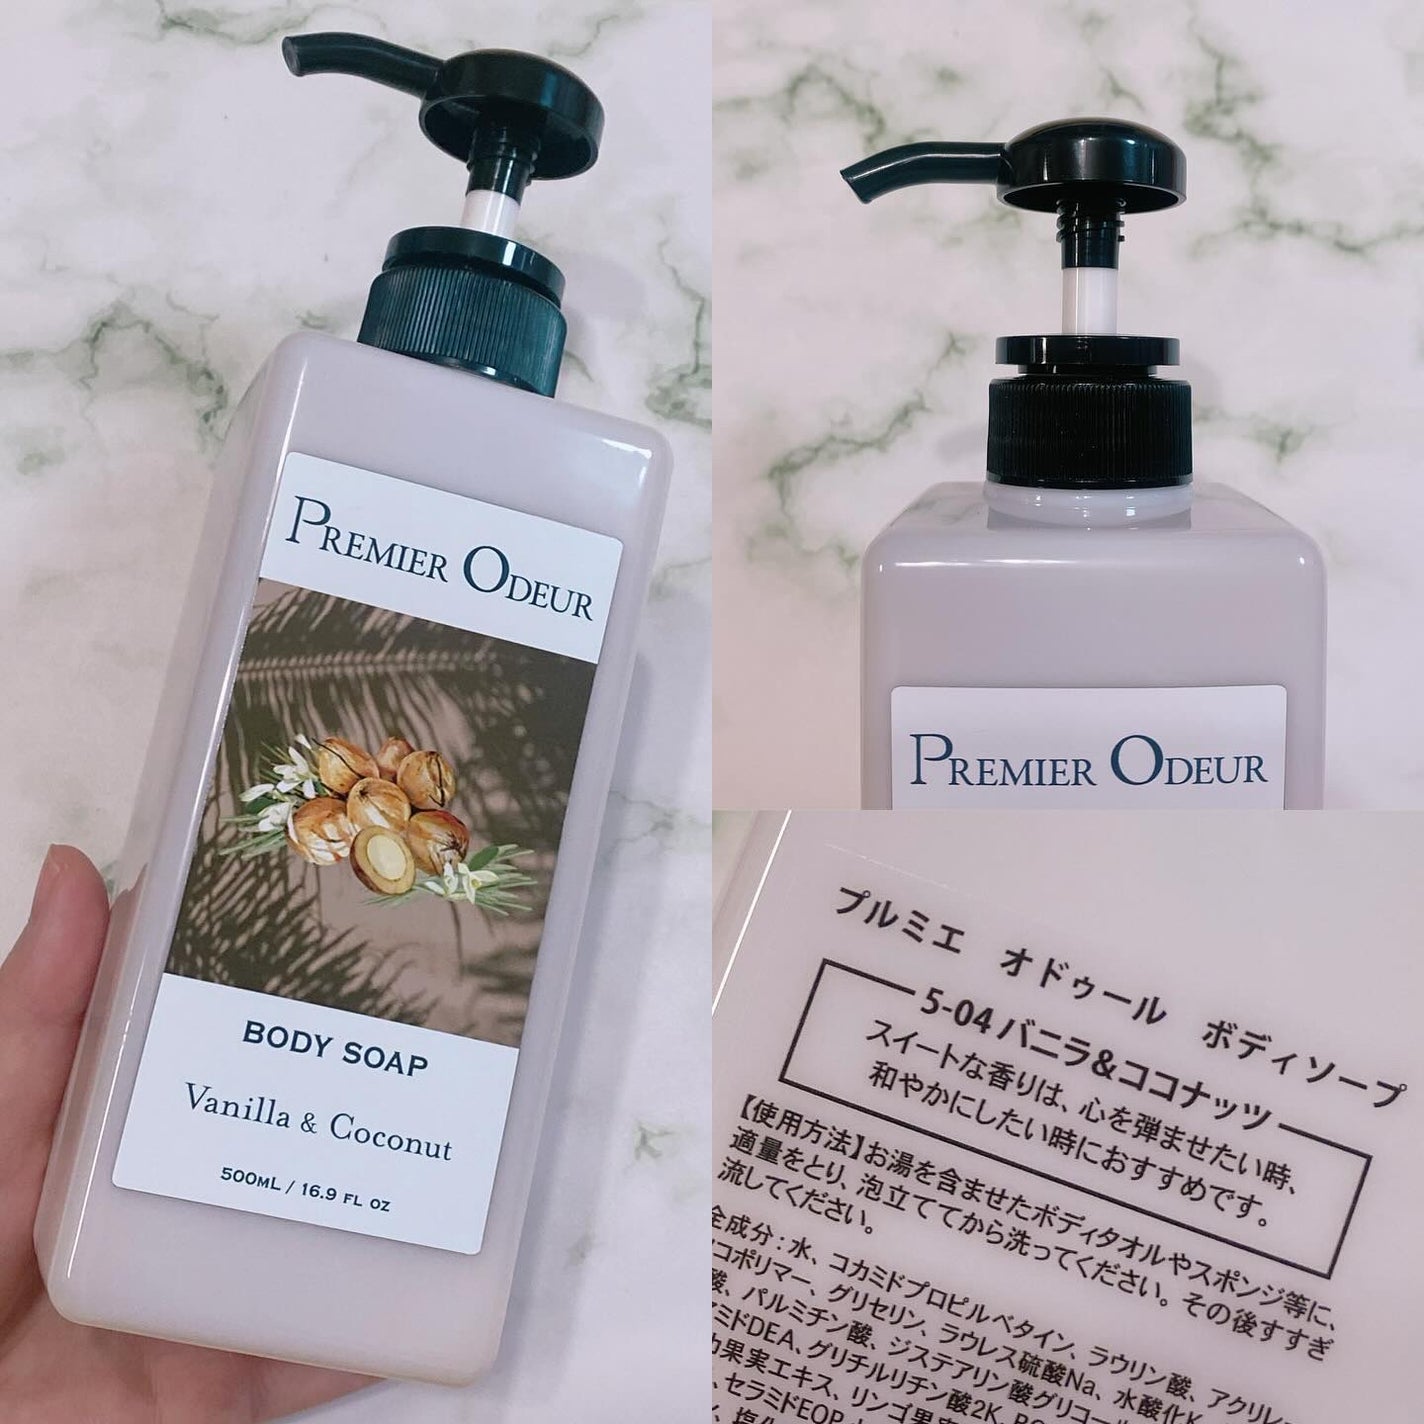 PREMIER ODEUR
BODY SOAP
Vanilla & Coconut
500mL / 16.9 FL OZ
PREMIER ODEUR
プルミエ オドゥール ボディソープ
5-04 バニラ&ココナッツ
スイートな香りは、心を弾ませたい時、
和やかにしたい時におすすめです。
【使用方法】お湯を含ませたボディタオルやスポンジ等に、
適量をとり、泡立ててから洗ってください。その後すすぎ
流してください。
全成分:水、コカミドプロピルベタイン、ラウリン酸、アクリレ
コポリマー、グリセリン、ラウレス硫酸Na、水酸化K
酸、パルミチン酸、ジステアリン酸グリコール
ミドDEA、グリチルリチン酸2K
果実エキス、リンゴ果実
、セラミドEOP